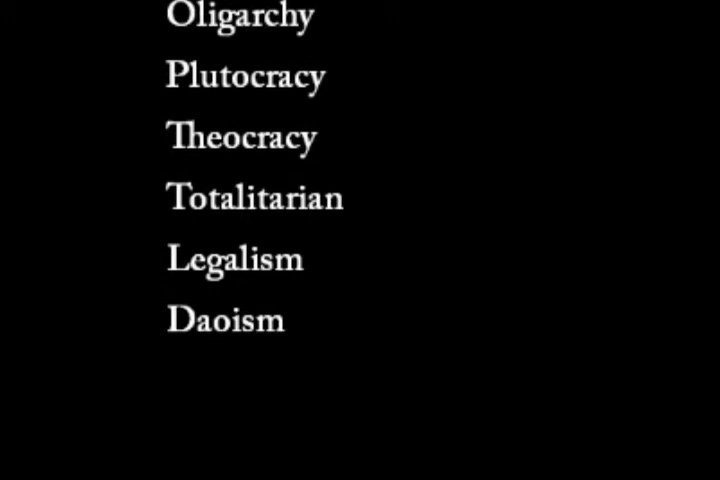 Oligarchy
Plutocracy
Theocracy
Totalitarian
Legalism
Daoism